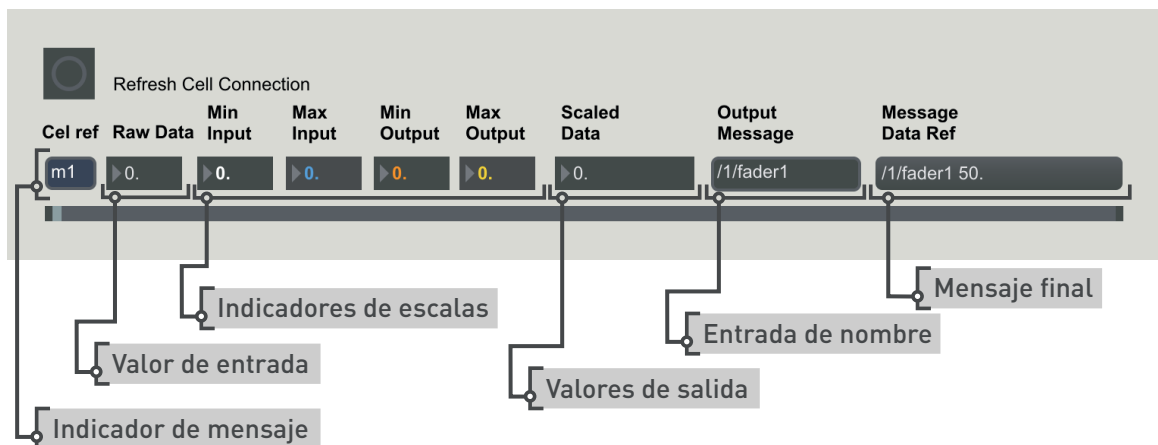 Refresh Cell Connection
Cel ref Raw Data Min Input Max Input Min Output Max Output Scaled Data Output Message Message Data Ref
m1 0. 0. 0. 0. 0. 0. /1/fader1 /1/fader1 50.
Mensaje final
Indicadores de escalas
Entrada de nombre
Valor de entrada
Valores de salida
Indicador de mensaje